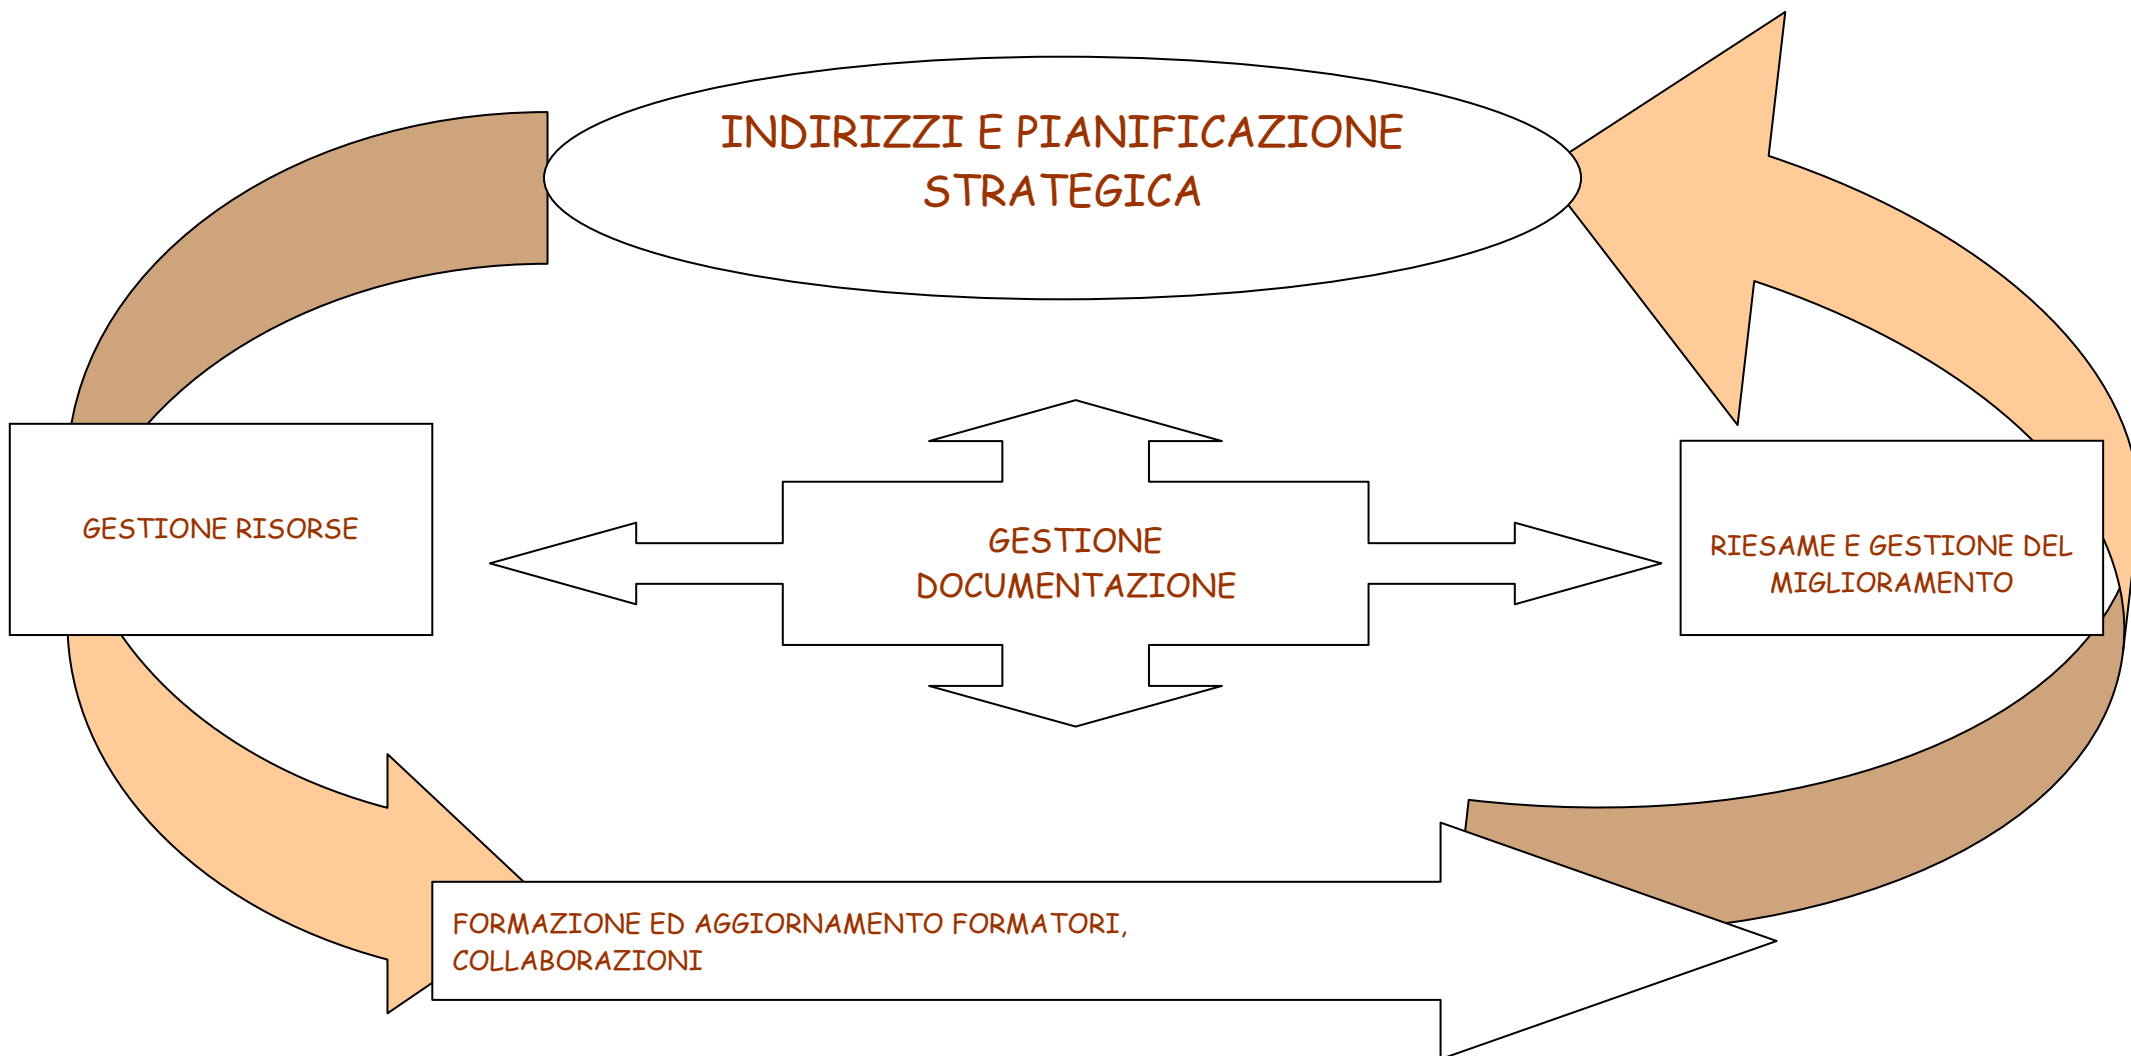 INDIRIZZI E PIANIFICAZIONE
STRATEGICA
GESTIONE RISORSE
GESTIONE
DOCUMENTAZIONE
RIESAME E GESTIONE DEL
MIGLIORAMENTO
FORMAZIONE ED AGGIORNAMENTO FORMATORI,
COLLABORAZIONI